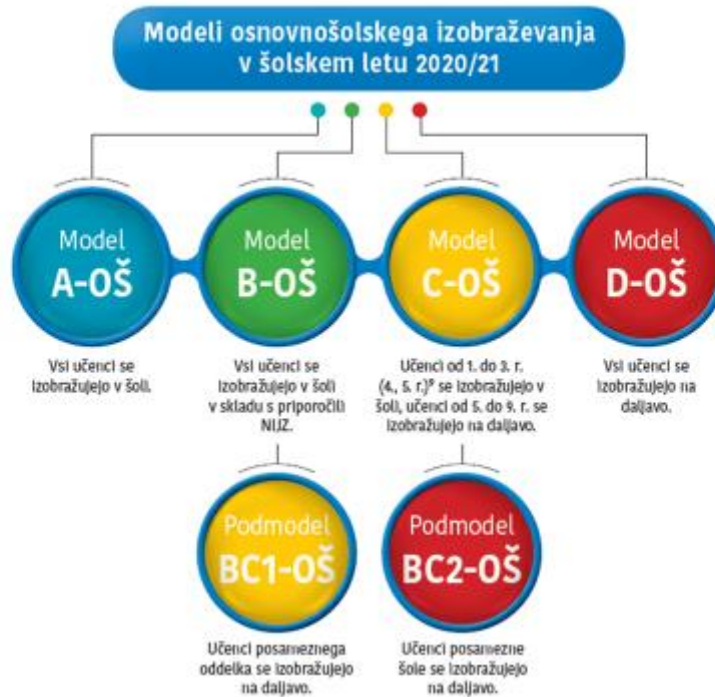 Modeli osnovnošolskega izobraževanja
v šolskem letu 2020/21
Model
A-OŠ
Vsi učenci se
izobražujejo v šoli.
Model
B-OŠ
Vsi učenci se
izobražujejo v šoli
v skladu s priporočili
NIJZ.
Model
C-OŠ
Učenci od 1. do 3. r.
(4., 5. r.)⁹ se izobražujejo v
šoli, učenci od 5. do 9. r. se
izobražujejo na daljavo.
Model
D-OŠ
Vsi učenci se
izobražujejo na
daljavo.
Podmodel
BC1-OŠ
Učenci posameznega
oddelka se izobražujejo
na daljavo.
Podmodel
BC2-OŠ
Učenci posamezne
šole se izobražujejo
na daljavo.